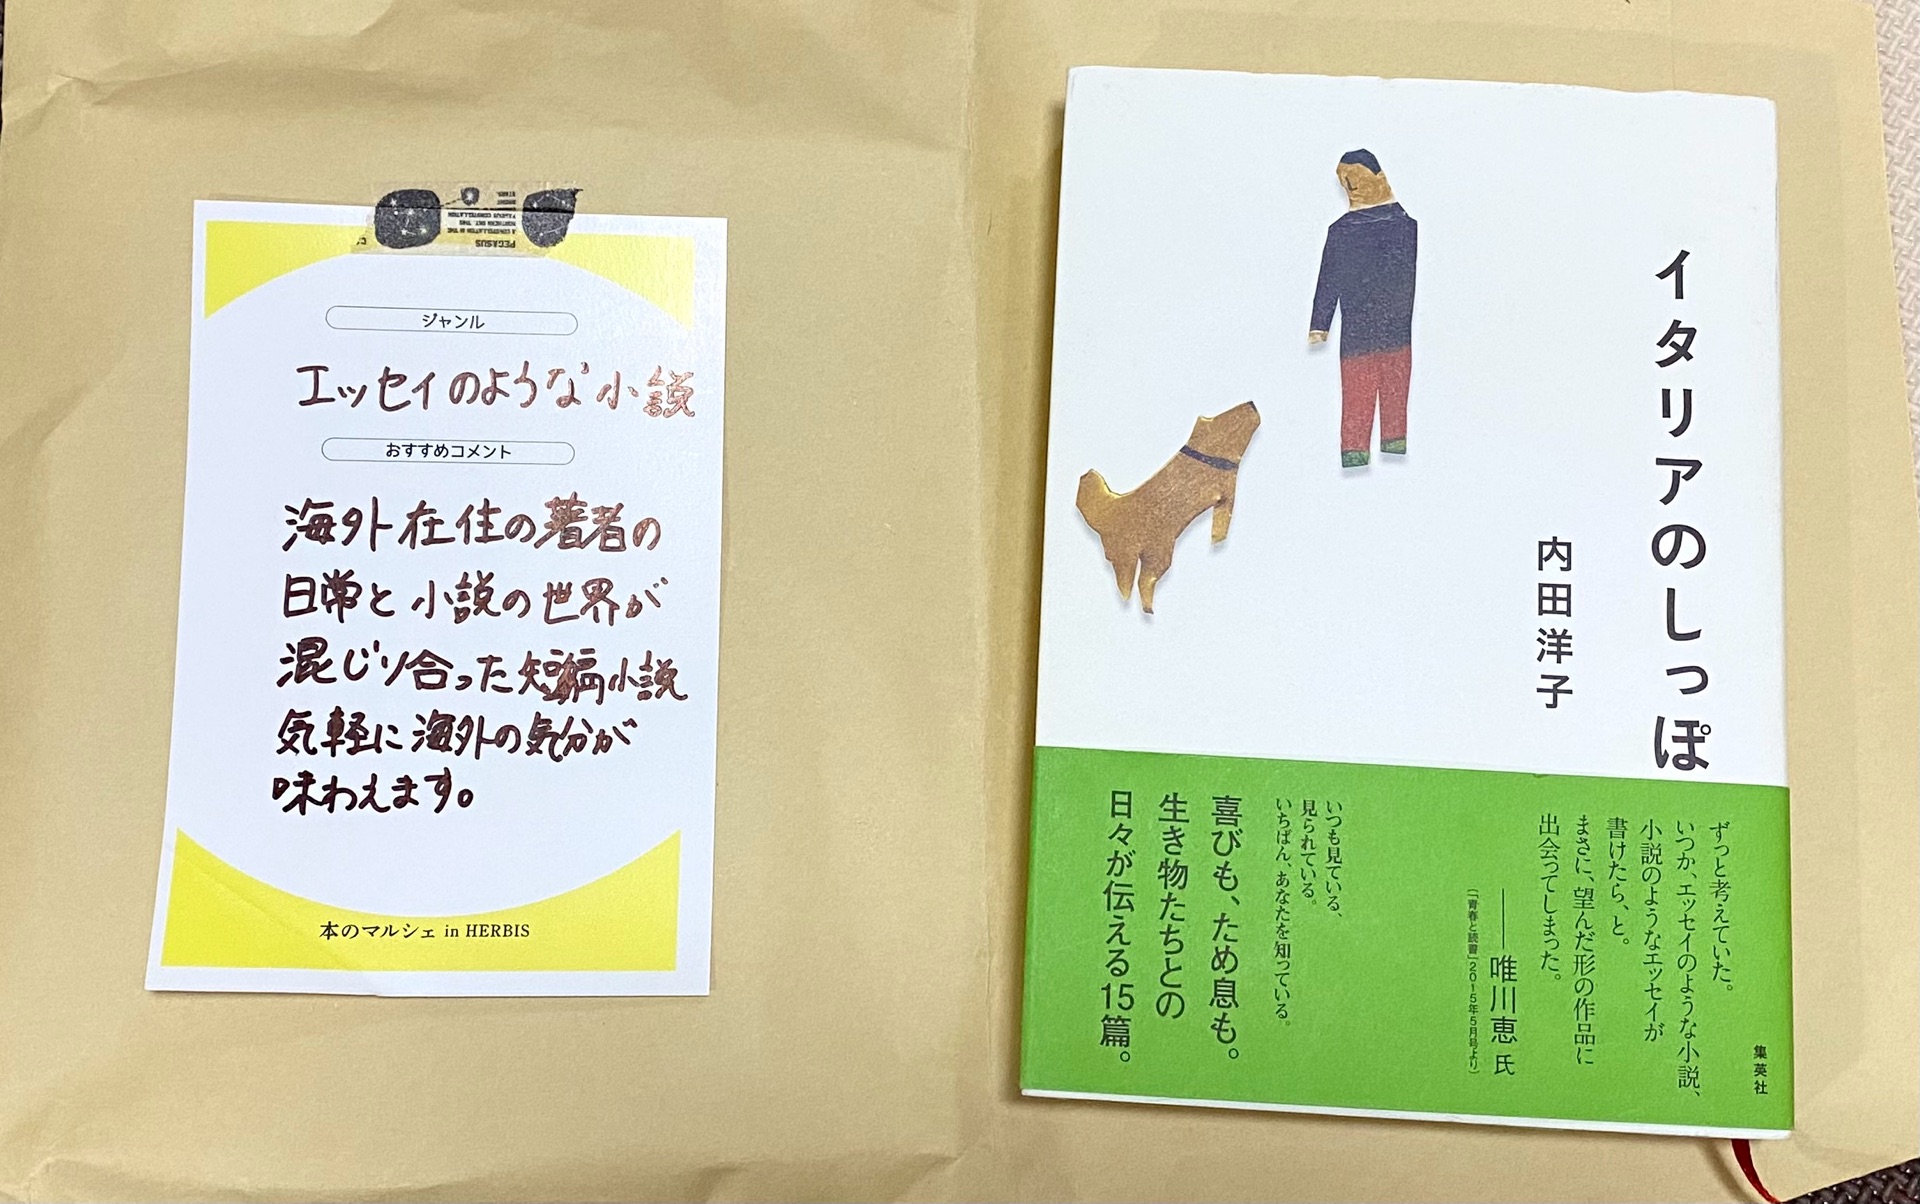 ジャンル
エッセイのような小説
おすすめコメント
海外在住の著者の
日常と小説の世界が
混じり合った短編小説
気軽に海外の気分が
味わえます。
本のマルシェ in HERBIS
PEGASUS
イタリアのしっぽ
内田洋子
ずっと考えていた。
いつか、エッセイのような小説、
小説のようなエッセイが
書けたら、と。
まさに、望んだ形の作品に
出会ってしまった。
――唯川恵 氏
(「青春と読書」2015年5月号より)
いつも見ている、
見られている。
いちばん、あなたを知っている。
喜びも、ため息も。
生き物たちとの
日々が伝える15篇。
集英社